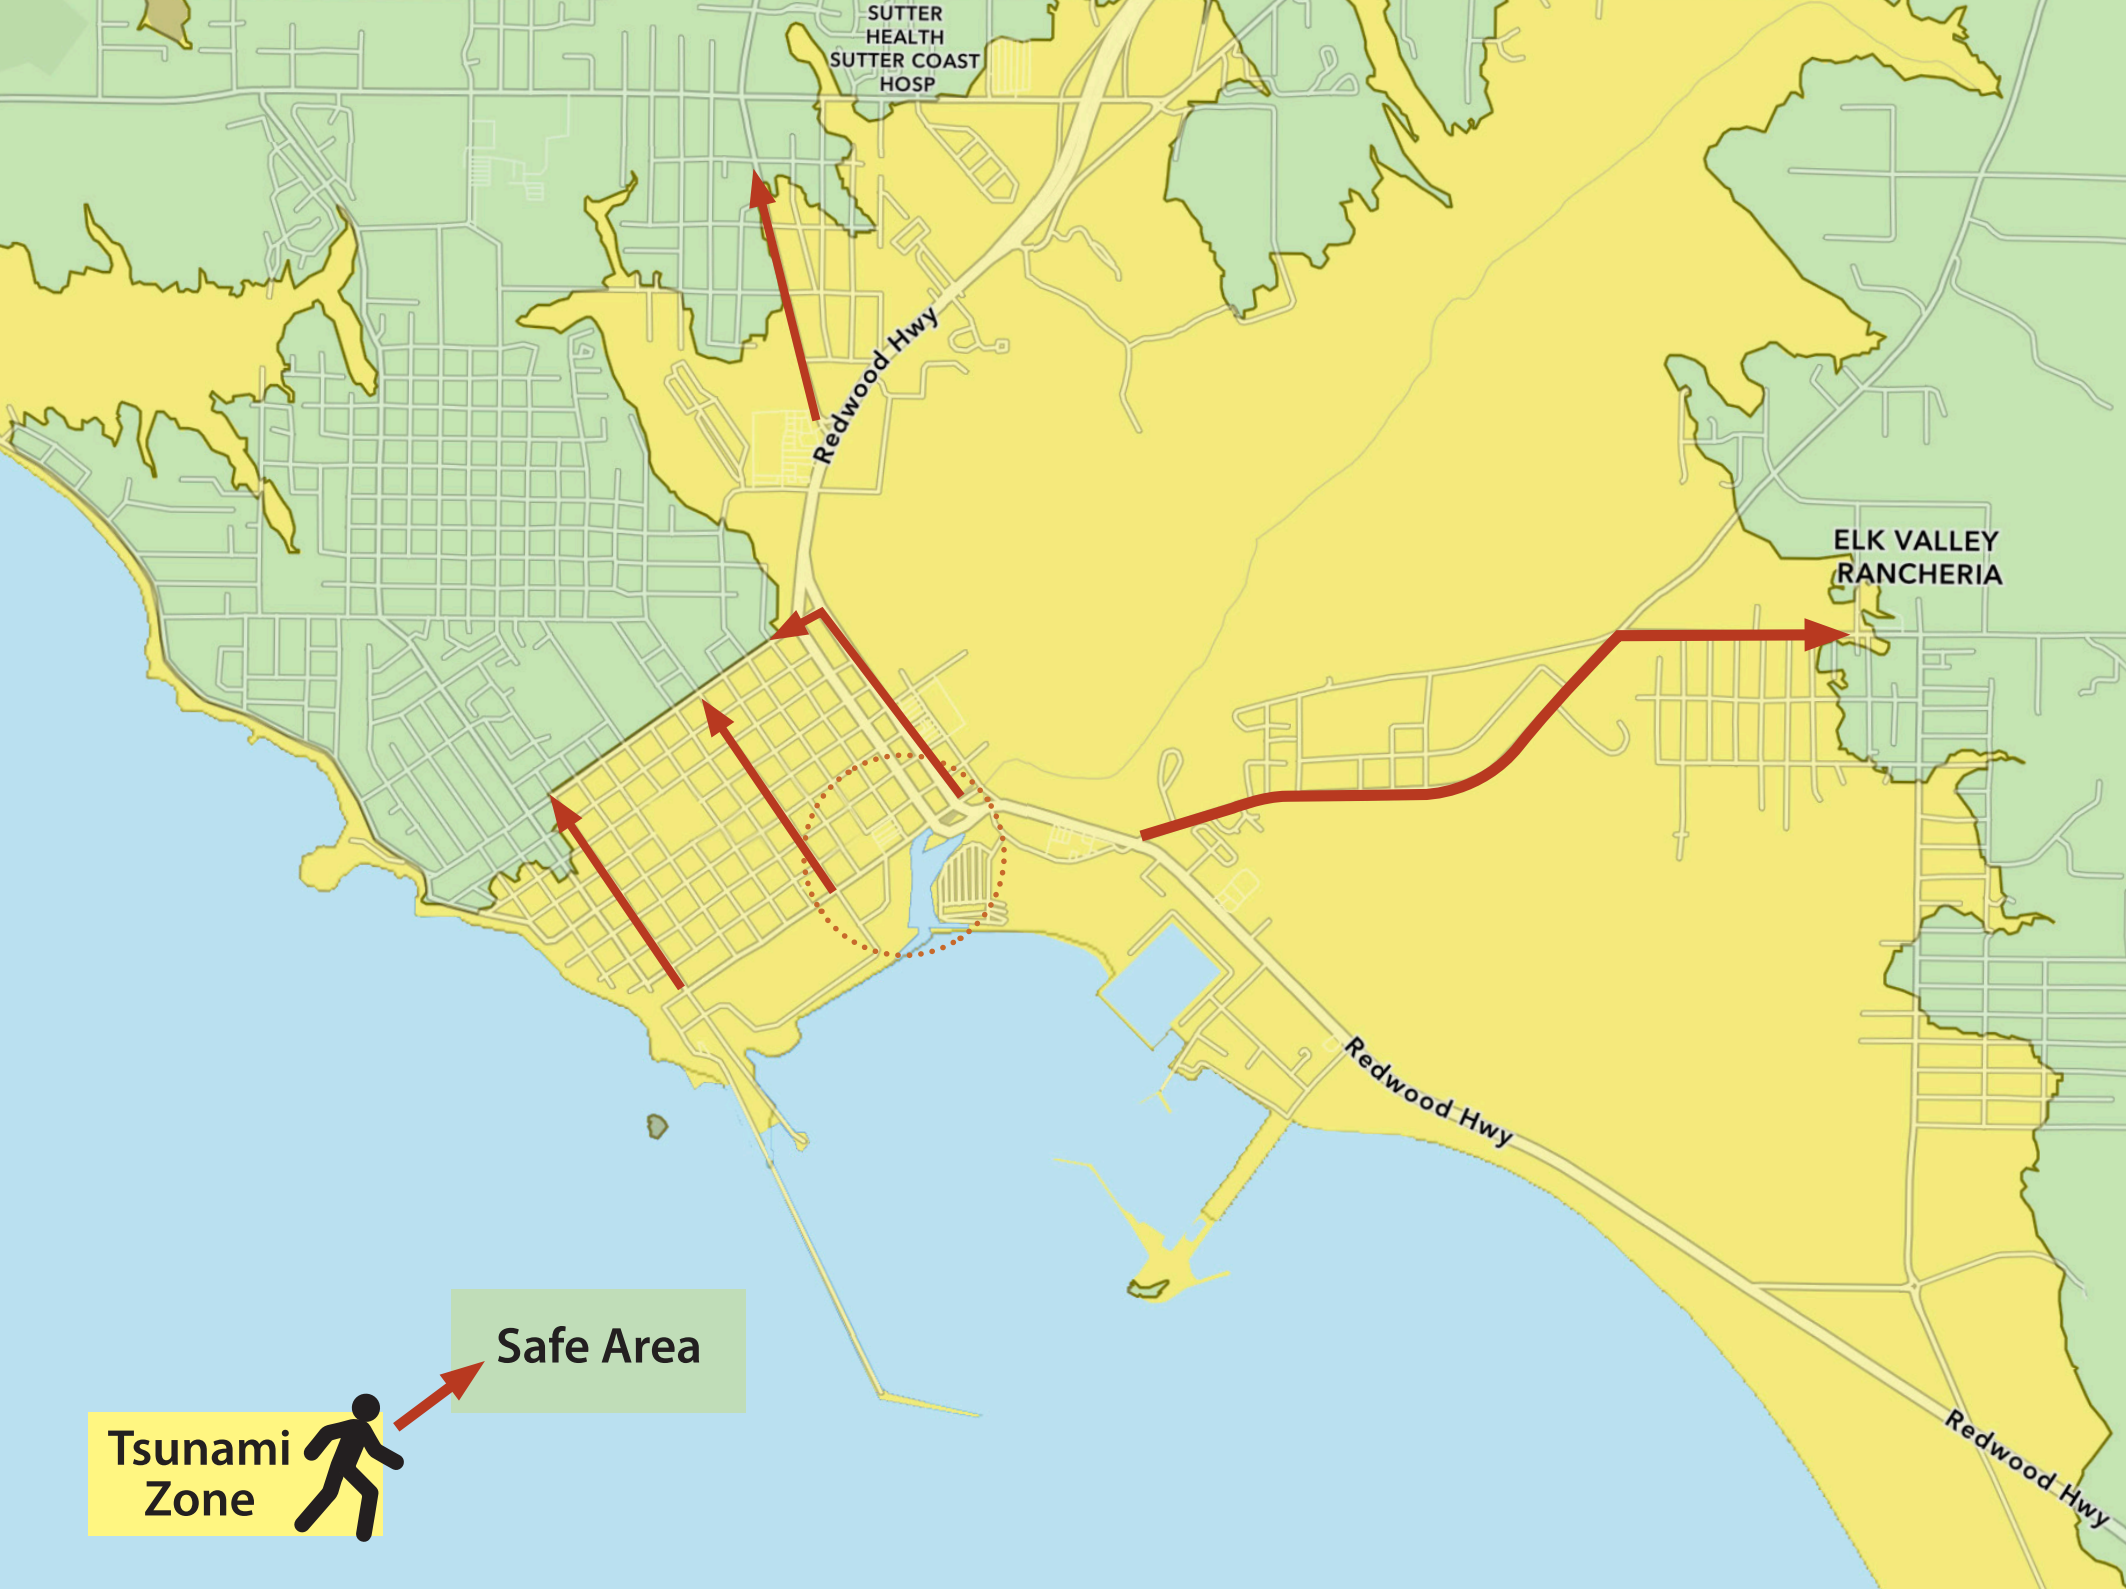 SUTTER
HEALTH
SUTTER COAST
HOSP
Redwood Hwy
ELK VALLEY
RANCHERIA
Redwood Hwy
Safe Area
Tsunami
Zone
Redwood Hwy